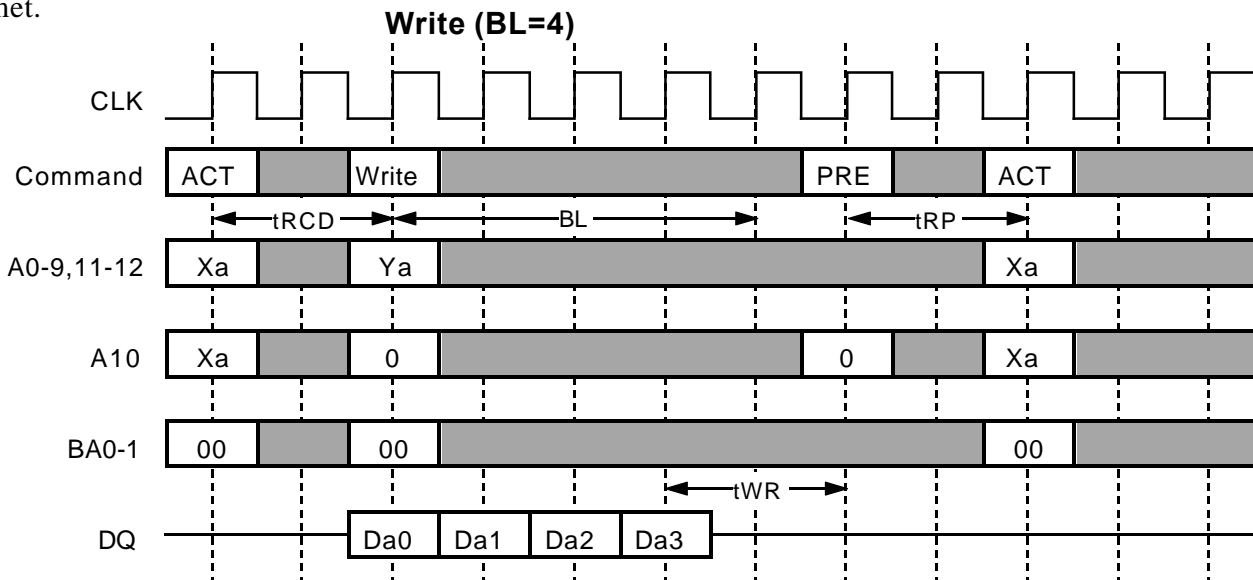 net.
Write (BL=4)
CLK
Command ACT Write PRE ACT
tRCD BL tRP
A0-9,11-12 Xa Ya Xa
A10 Xa 0 0 Xa
BA0-1 00 00 00
tWR
DQ Da0 Da1 Da2 Da3